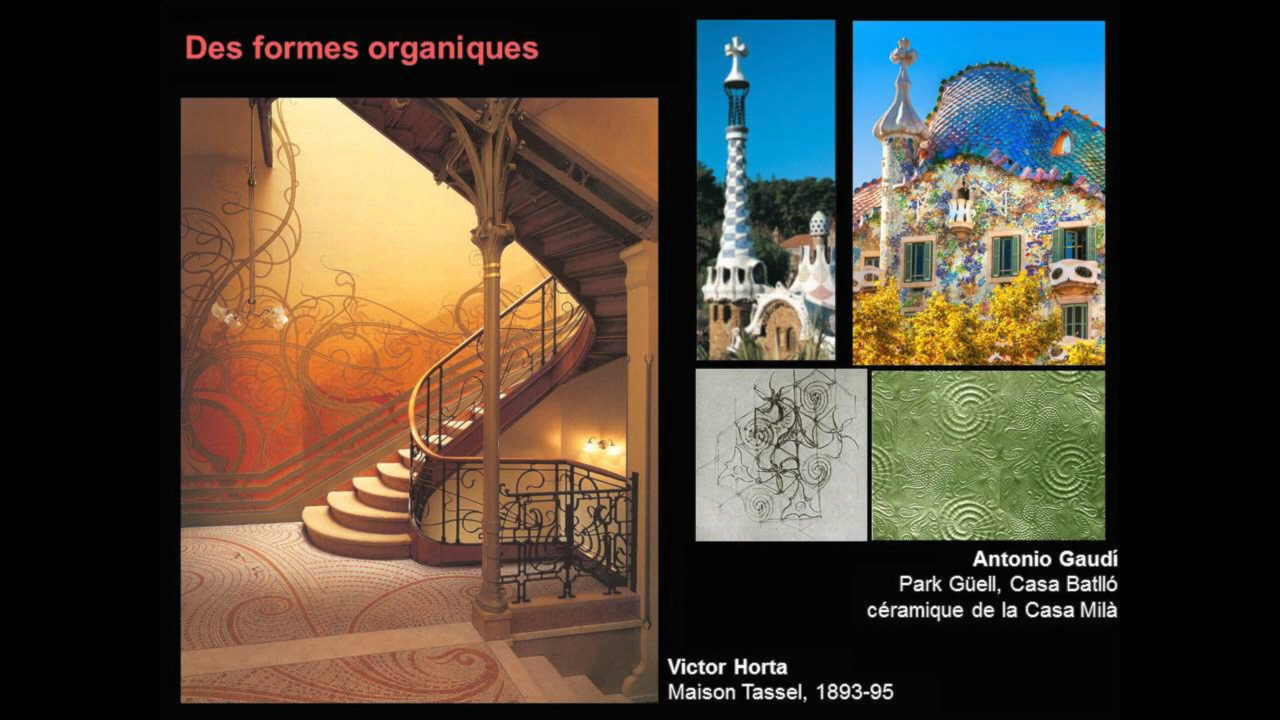 Des formes organiques
Antonio Gaudí
Park Güell, Casa Batlló
céramique de la Casa Milà
Victor Horta
Maison Tassel, 1893-95